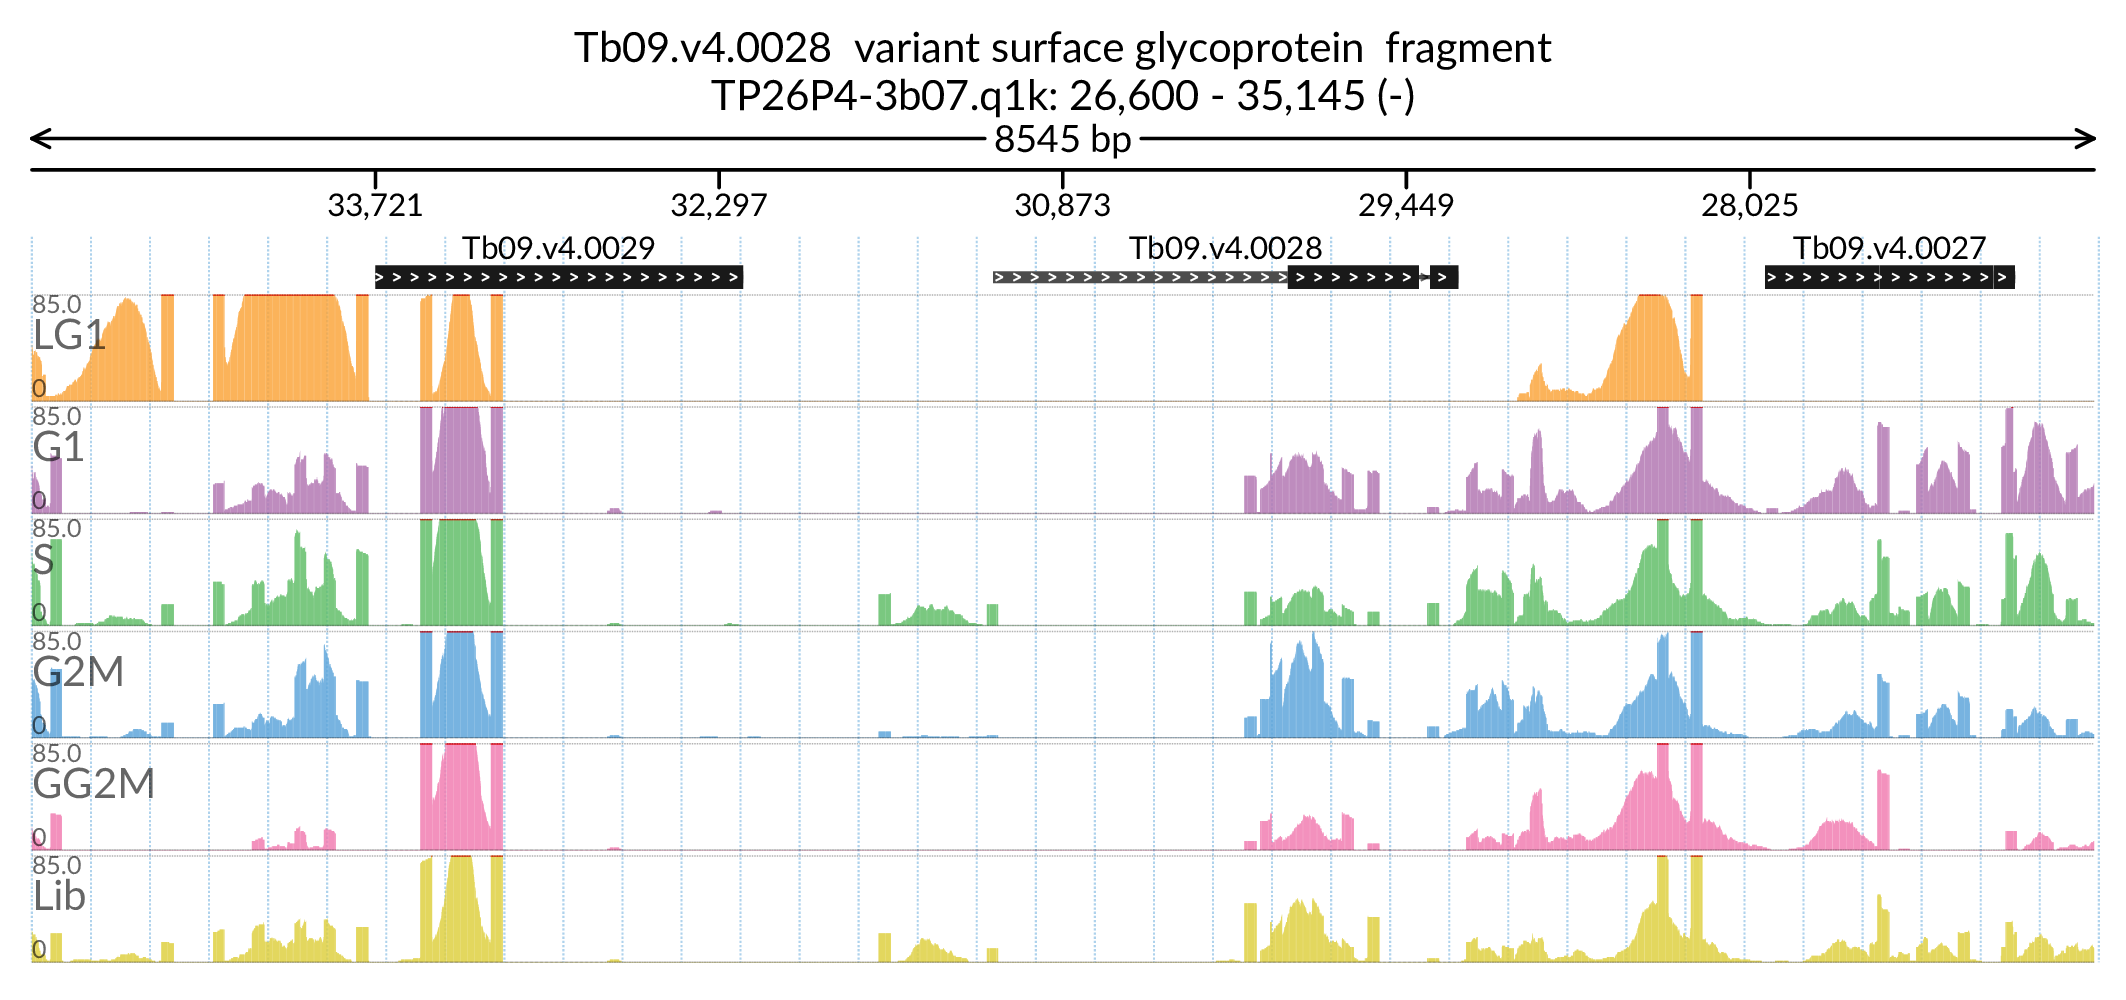 Tb09.v4.0028 variant surface glycoprotein fragment
TP26P4-3b07.q1k: 26,600 - 35,145 (-)
8545 bp
33,721 32,297 30,873 29,449 28,025
Tb09.v4.0029 Tb09.v4.0028 Tb09.v4.0027
85.0
LG1
0
85.0
G1
0
85.0
S
0
85.0
G2M
0
85.0
GG2M
0
85.0
Lib
0